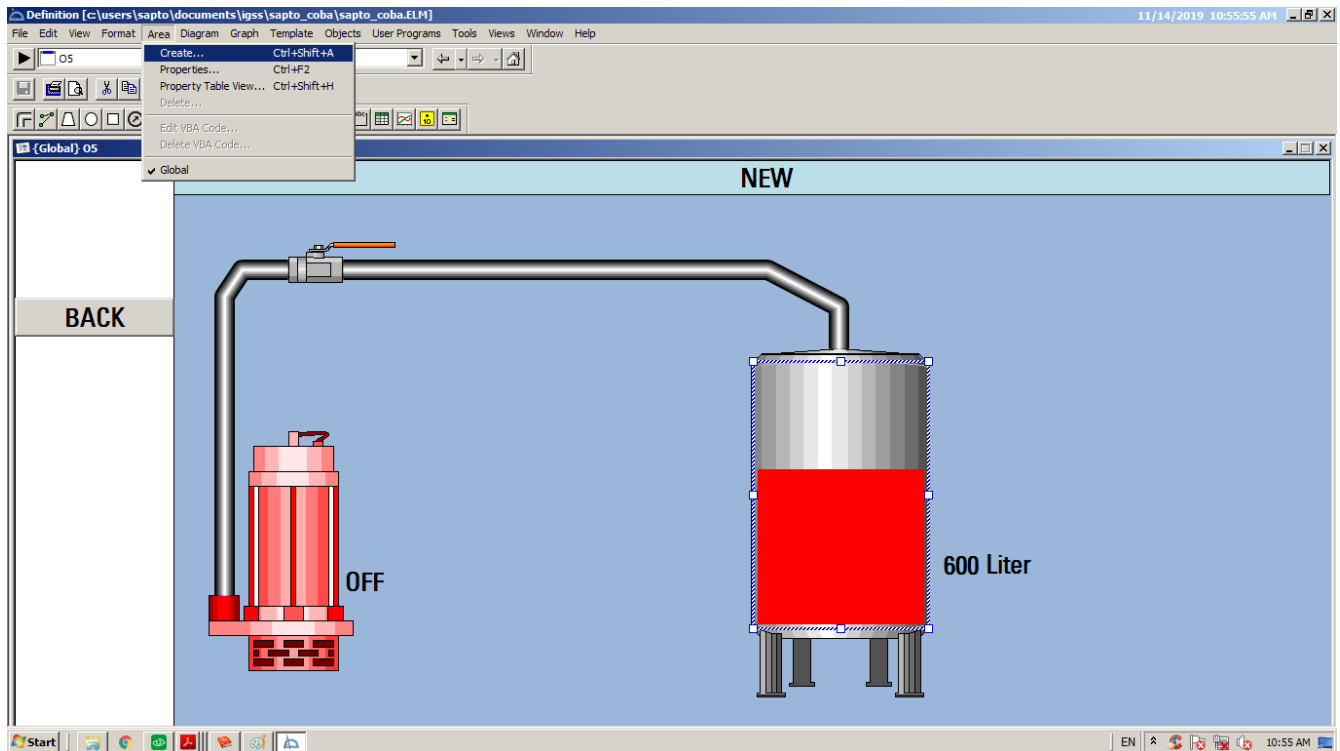 Definition [c:\users\sapto\documents\igss\sapto_coba\sapto_coba.ELM]
11/14/2019 10:55:55 AM
File Edit View Format Area Diagram Graph Template Objects User Programs Tools Views Window Help
O5
Create... Ctrl+Shift+A
Properties... Ctrl+F2
Property Table View... Ctrl+Shift+H
Delete...
Edit VBA Code...
Delete VBA Code...
Global
{Global} O5
NEW
BACK
OFF
600 Liter
Start
EN
10:55 AM